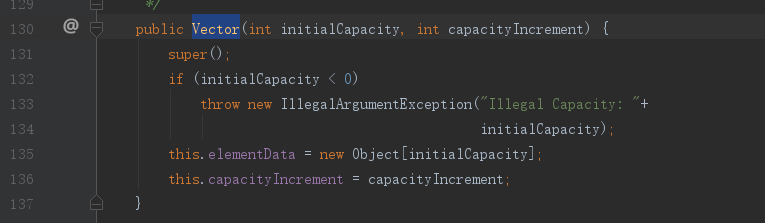 129 */
130 @ public Vector(int initialCapacity, int capacityIncrement) {
131 super();
132 if (initialCapacity < 0)
133 throw new IllegalArgumentException("Illegal Capacity: "+
134 initialCapacity);
135 this.elementData = new Object[initialCapacity];
136 this.capacityIncrement = capacityIncrement;
137 }